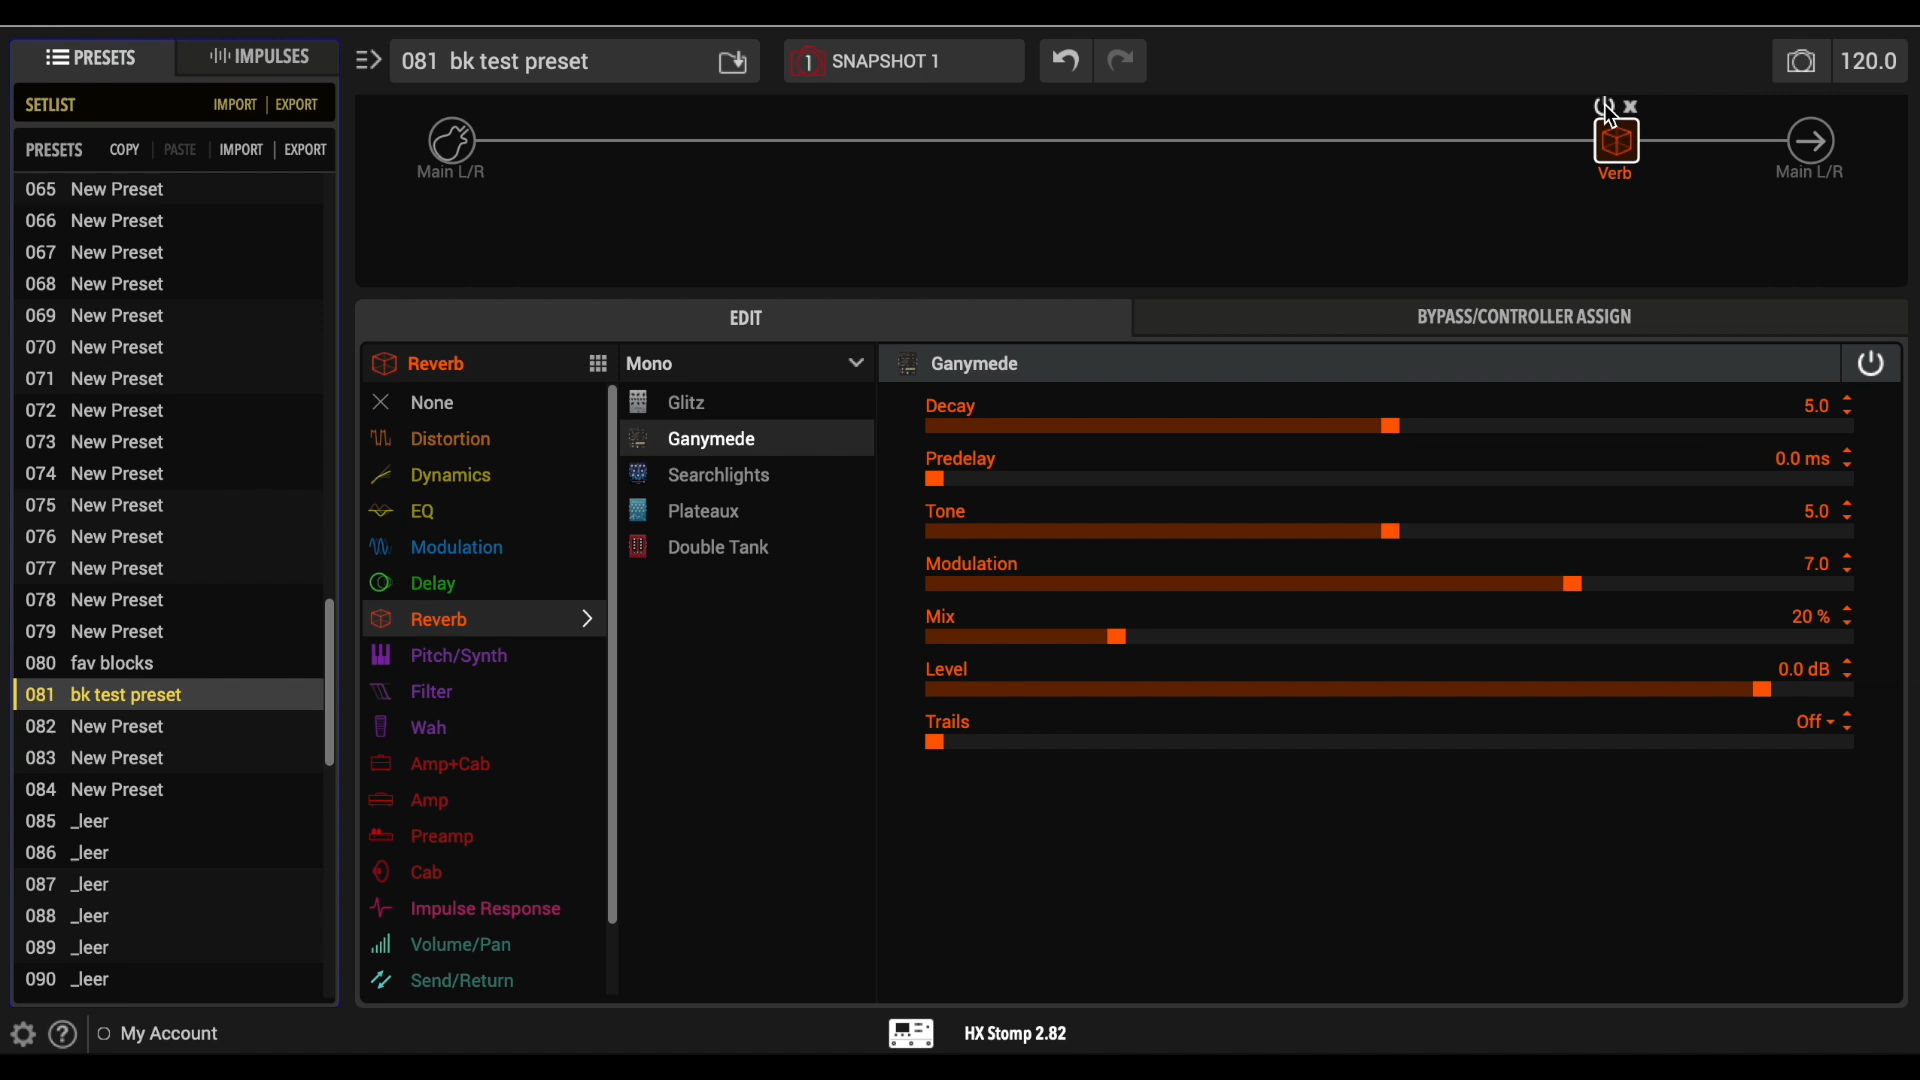 PRESETS
IMPULSES
SETLIST
IMPORT
EXPORT
PRESETS
COPY
PASTE
IMPORT
EXPORT
065 New Preset
066 New Preset
067 New Preset
068 New Preset
069 New Preset
070 New Preset
071 New Preset
072 New Preset
073 New Preset
074 New Preset
075 New Preset
076 New Preset
077 New Preset
078 New Preset
079 New Preset
080 fav blocks
081 bk test preset
082 New Preset
083 New Preset
084 New Preset
085 _leer
086 _leer
087 _leer
088 _leer
089 _leer
090 _leer
081 bk test preset
1 SNAPSHOT 1
120.0
Main L/R
X
Verb
Main L/R
EDIT
BYPASS/CONTROLLER ASSIGN
Reverb
None
Distortion
Dynamics
EQ
Modulation
Delay
Reverb
Pitch/Synth
Filter
Wah
Amp+Cab
Amp
Preamp
Cab
Impulse Response
Volume/Pan
Send/Return
Mono
Glitz
Ganymede
Searchlights
Plateaux
Double Tank
Ganymede
Decay 5.0
Predelay 0.0 ms
Tone 5.0
Modulation 7.0
Mix 20 %
Level 0.0 dB
Trails Off
? My Account
HX Stomp 2.82